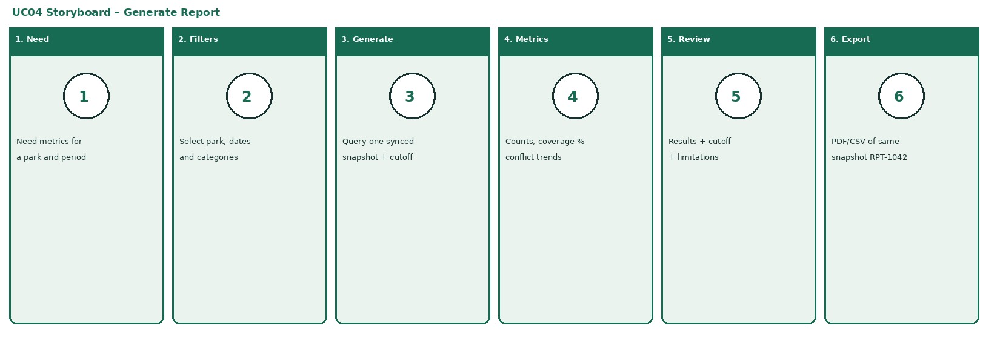 UC04 Storyboard – Generate Report
1. Need
1
Need metrics for
a park and period
2. Filters
2
Select park, dates
and categories
3. Generate
3
Query one synced
snapshot + cutoff
4. Metrics
4
Counts, coverage %
conflict trends
5. Review
5
Results + cutoff
+ limitations
6. Export
6
PDF/CSV of same
snapshot RPT-1042